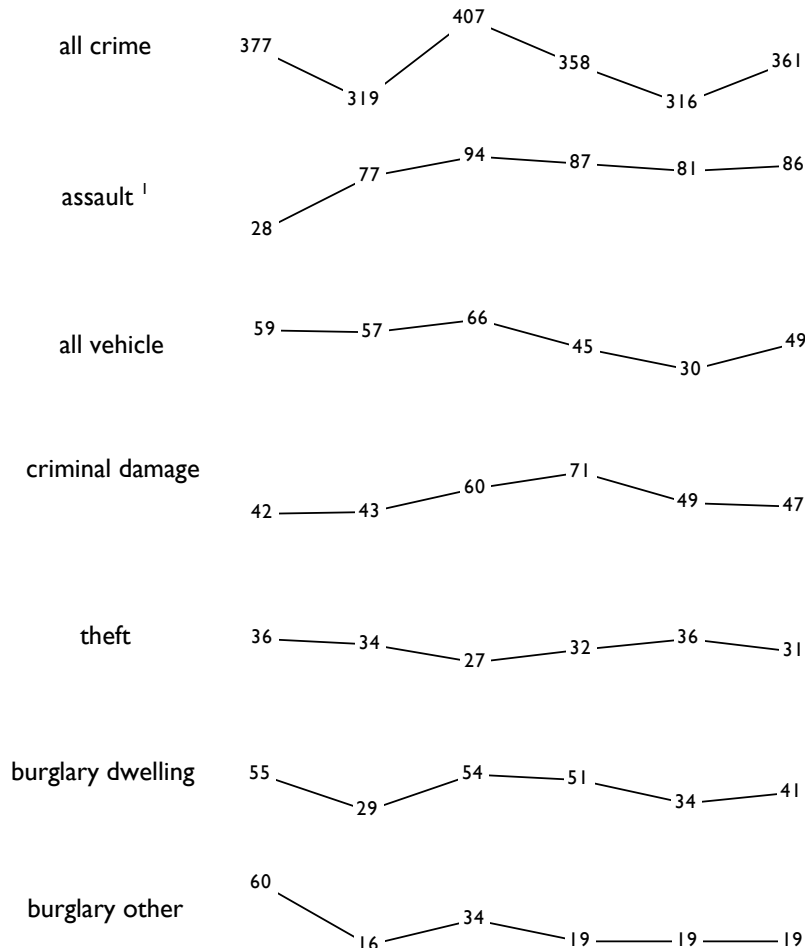 all crime 377 319 407 358 316 361
assault 1 28 77 94 87 81 86
all vehicle 59 57 66 45 30 49
criminal damage 42 43 60 71 49 47
theft 36 34 27 32 36 31
burglary dwelling 55 29 54 51 34 41
burglary other 60 16 34 19 19 19